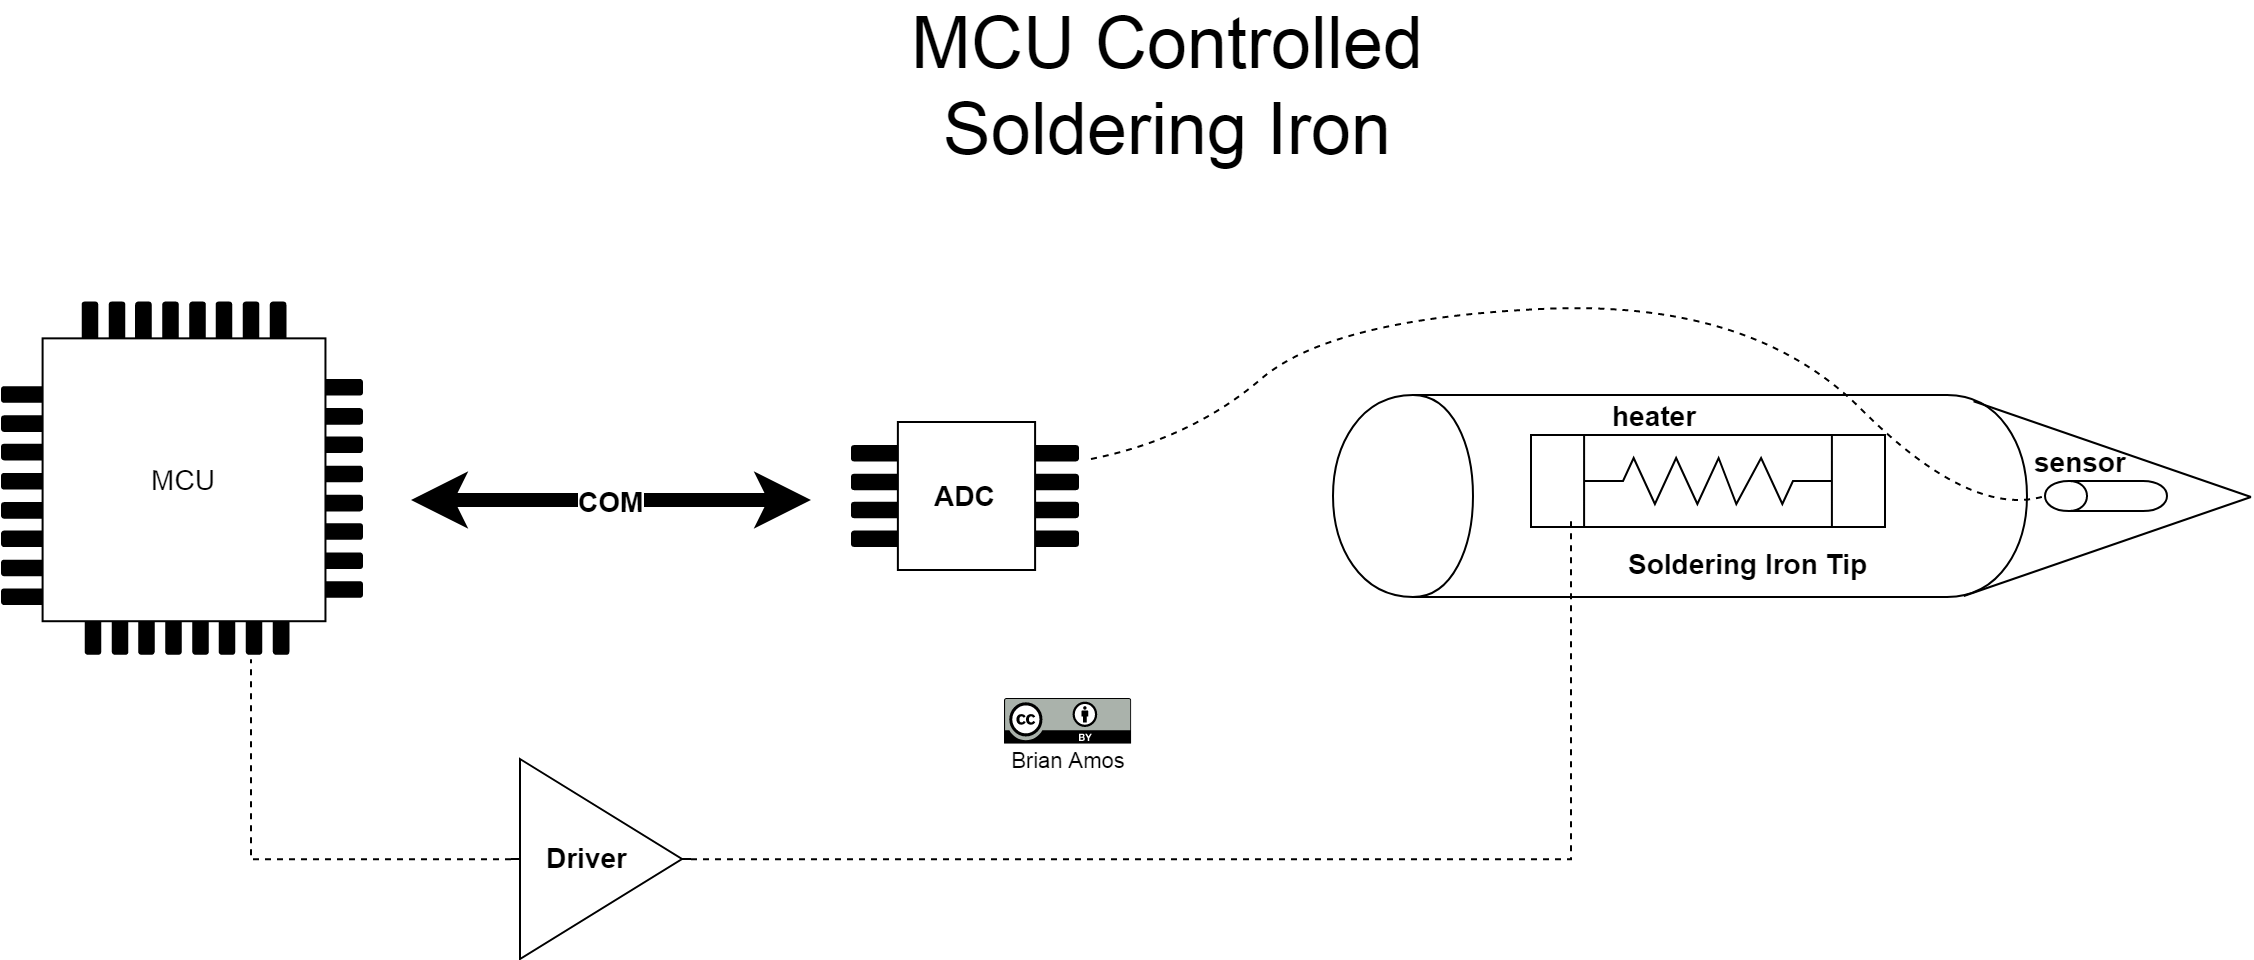 MCU Controlled
Soldering Iron
MCU
COM
ADC
heater
sensor
Soldering Iron Tip
cc
BY
Brian Amos
Driver